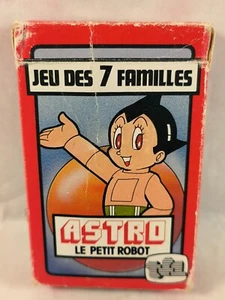 JEU DES 7 FAMILLES
ASTRO
LE PETIT ROBOT